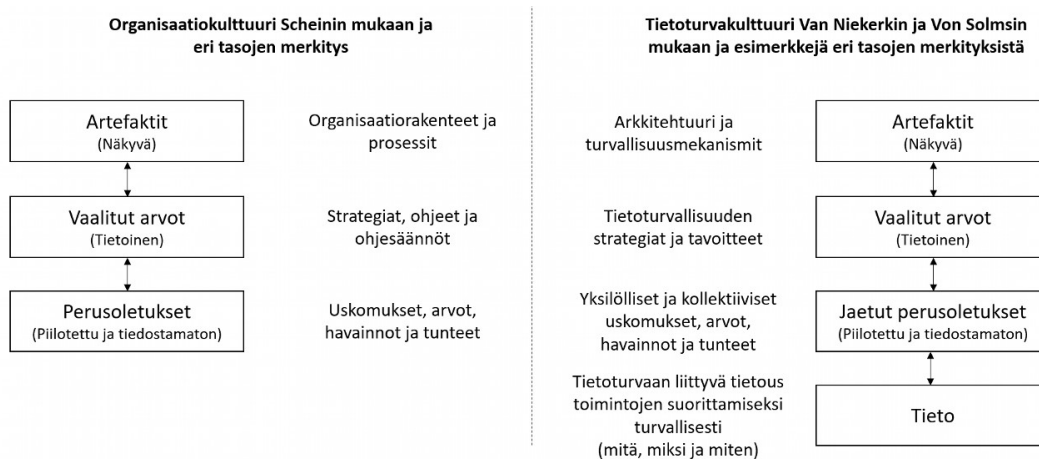 Organisaatiokulttuuri Scheinin mukaan ja
eri tasojen merkitys
Artefaktit
(Näkyvä)
Organisaatiorakenteet ja
prosessit
Vaalitut arvot
(Tietoinen)
Strategiat, ohjeet ja
ohjesäännöt
Perusoletukset
(Piilotettu ja tiedostamaton)
Uskomukset, arvot,
havainnot ja tunteet
Tietoturvakulttuuri Van Niekerkin ja Von Solmsin
mukaan ja esimerkkejä eri tasojen merkityksistä
Arkkitehtuuri ja
turvallisuusmekanismit
Artefaktit
(Näkyvä)
Tietoturvallisuuden
strategiat ja tavoitteet
Vaalitut arvot
(Tietoinen)
Yksilölliset ja kollektiiviset
uskomukset, arvot,
havainnot ja tunteet
Jaetut perusoletukset
(Piilotettu ja tiedostamaton)
Tietoturvaan liittyvä tietous
toimintojen suorittamiseksi
turvallisesti
(mitä, miksi ja miten)
Tieto